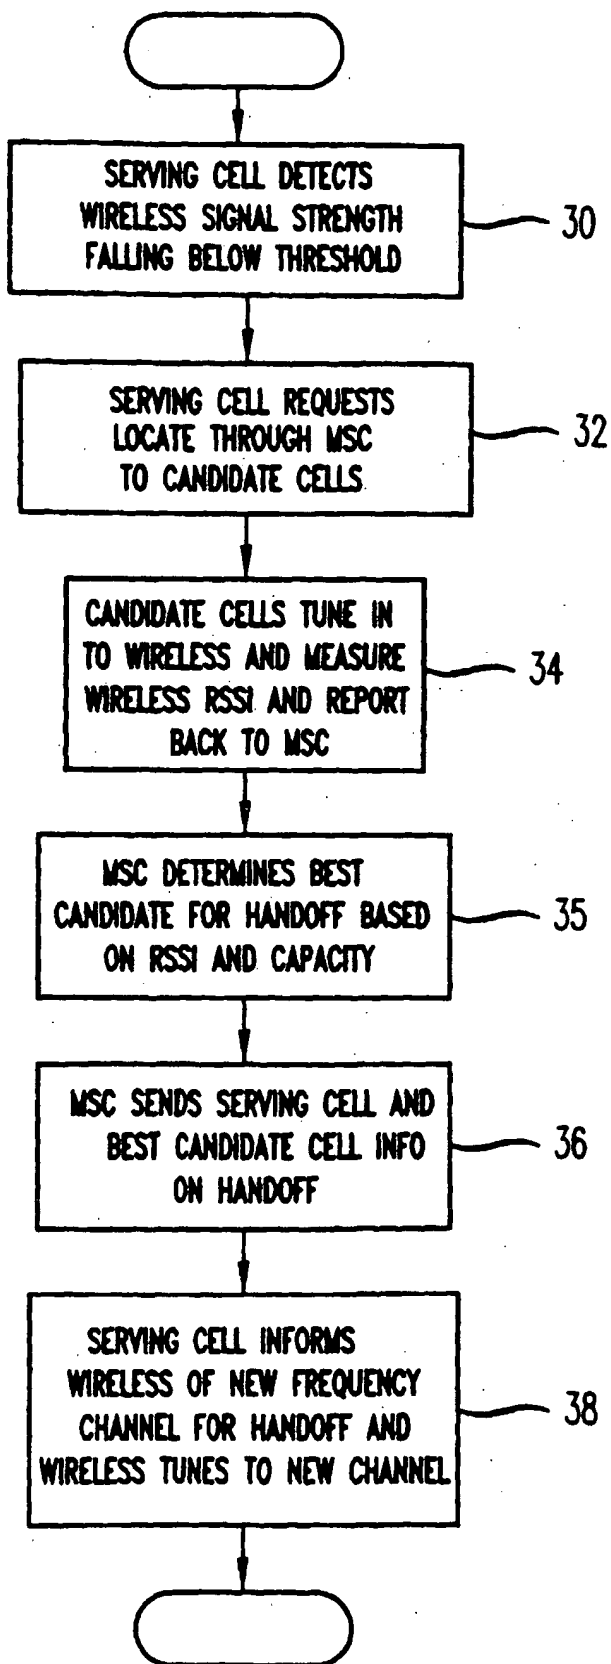 SERVING CELL DETECTS
WIRELESS SIGNAL STRENGTH
FALLING BELOW THRESHOLD
30
SERVING CELL REQUESTS
LOCATE THROUGH MSC
TO CANDIDATE CELLS
32
CANDIDATE CELLS TUNE IN
TO WIRELESS AND MEASURE
WIRELESS RSSI AND REPORT
BACK TO MSC
34
MSC DETERMINES BEST
CANDIDATE FOR HANDOFF BASED
ON RSSI AND CAPACITY
35
MSC SENDS SERVING CELL AND
BEST CANDIDATE CELL INFO
ON HANDOFF
36
SERVING CELL INFORMS
WIRELESS OF NEW FREQUENCY
CHANNEL FOR HANDOFF AND
WIRELESS TUNES TO NEW CHANNEL
38